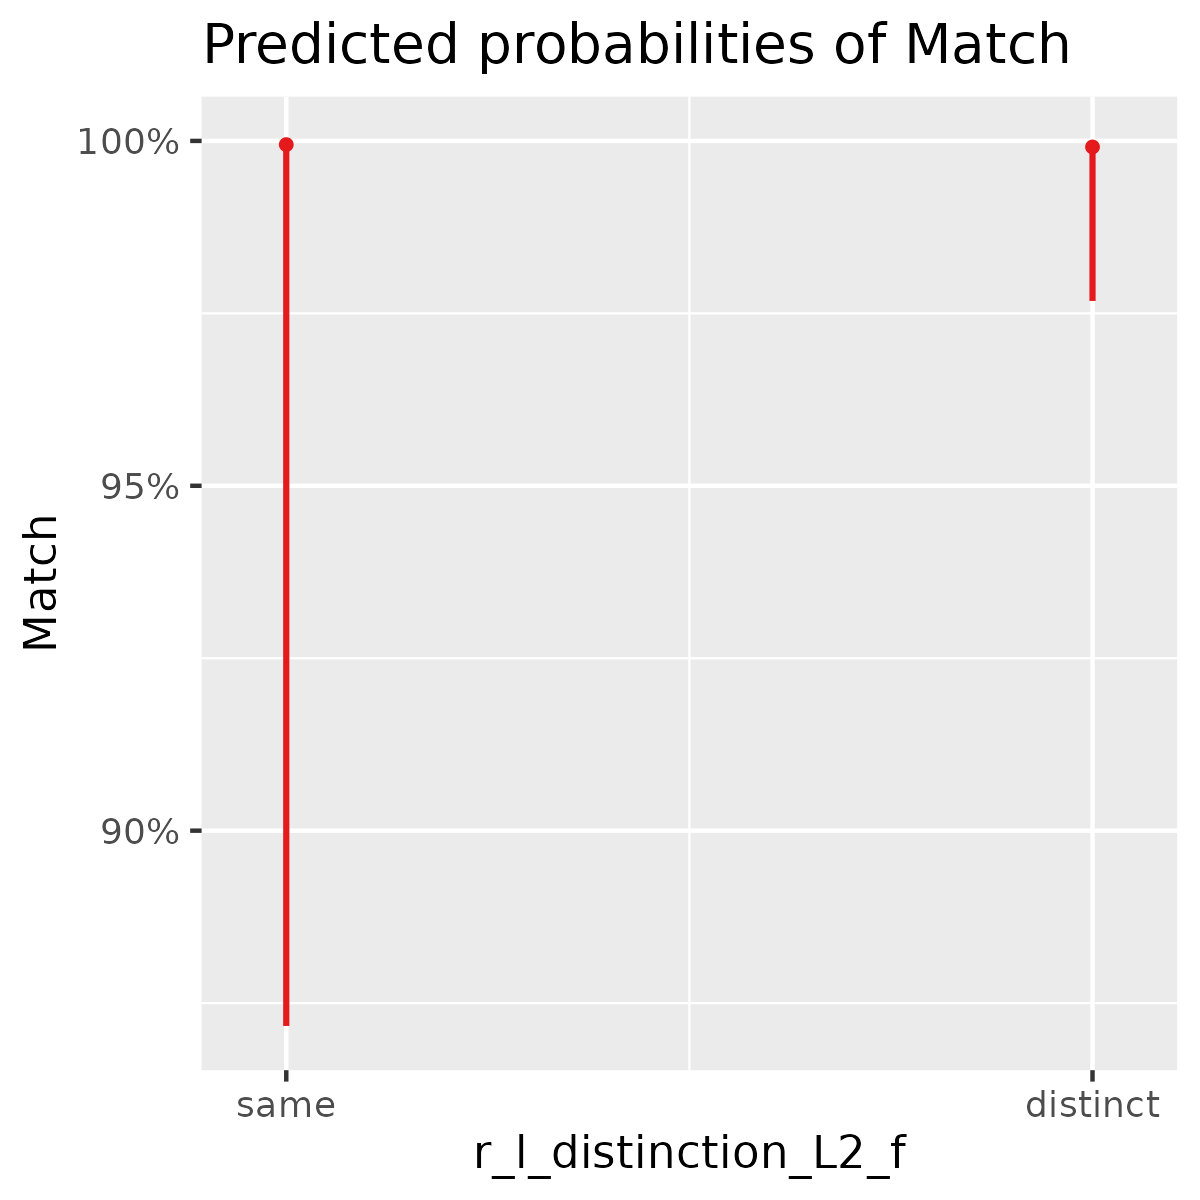 Predicted probabilities of Match
100%
95%
90%
Match
same
distinct
r_l_distinction_L2_f